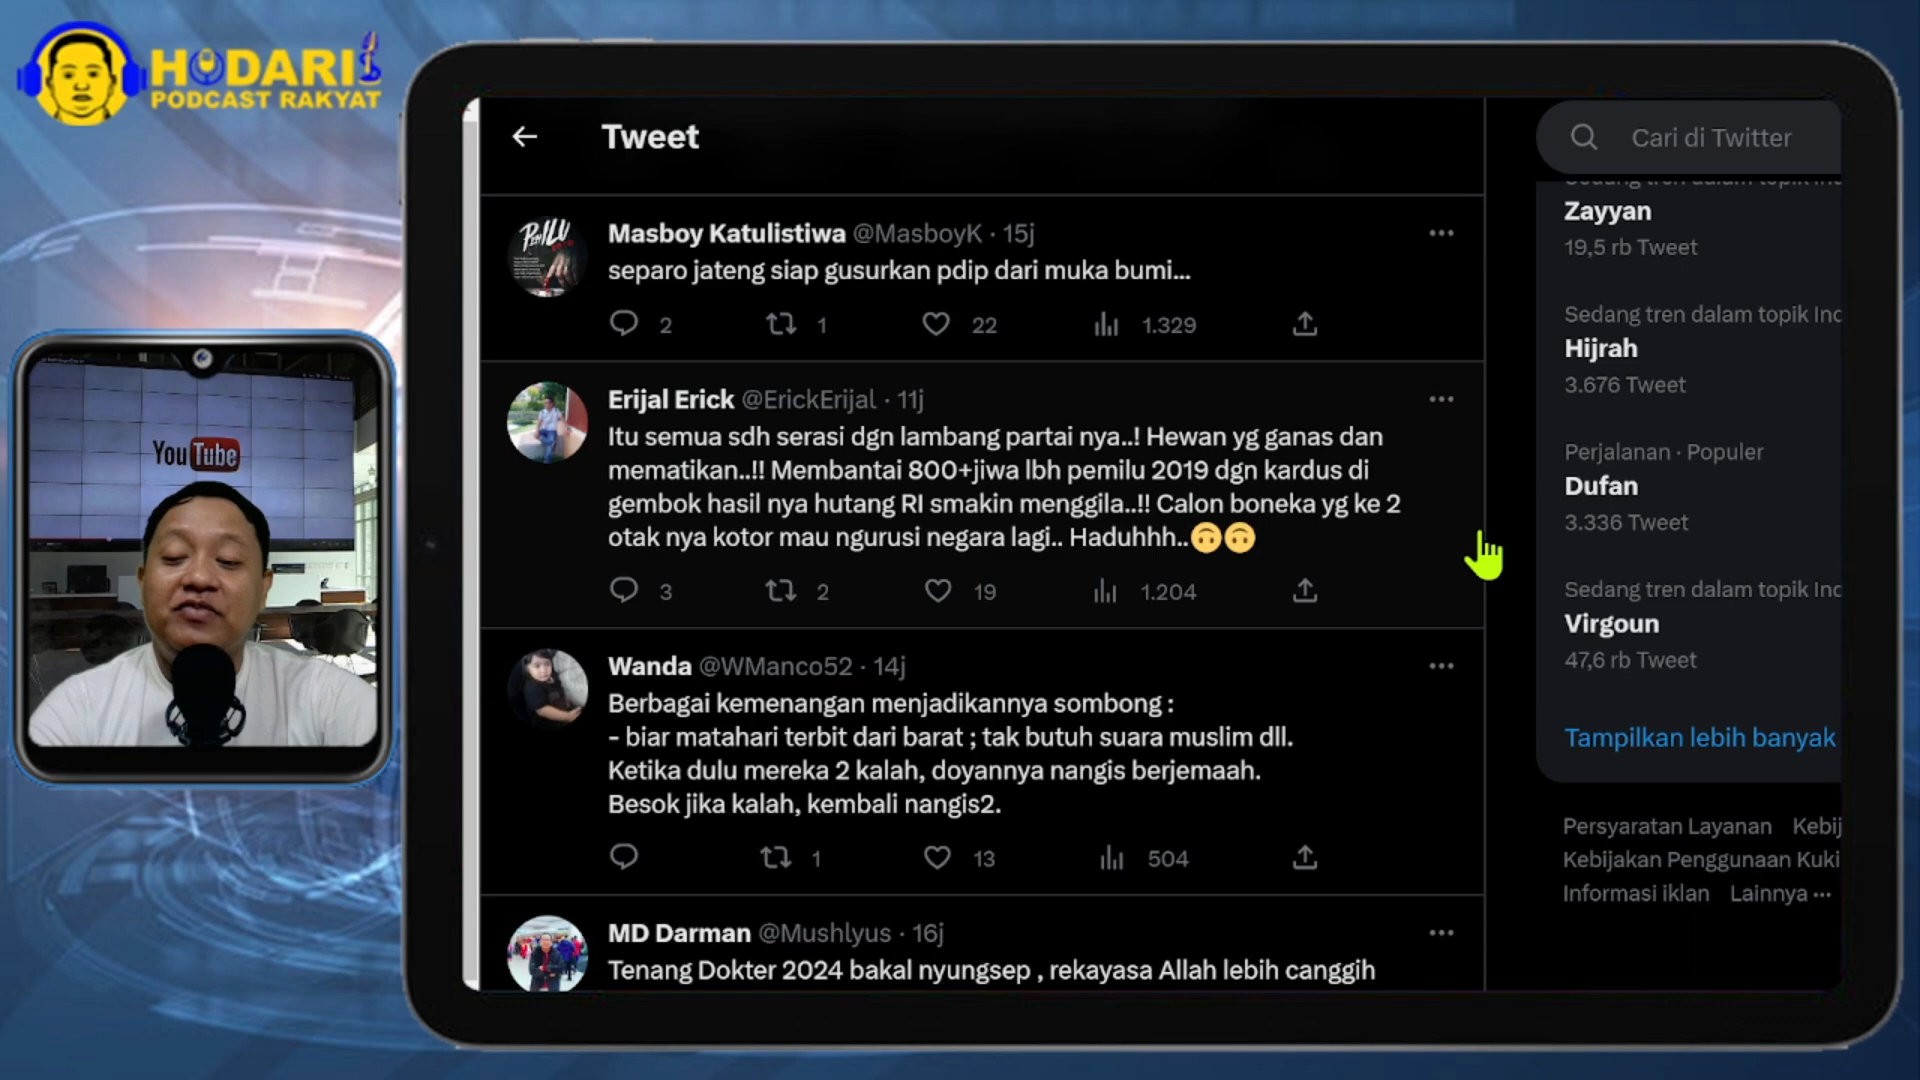 HODARI
PODCAST RAKYAT
YouTube
Tweet
Masboy Katulistiwa @MasboyK · 15j
separo jateng siap gusurkan pdip dari muka bumi...
2 1 22 1.329
Erijal Erick @ErickErijal · 11j
Itu semua sdh serasi dgn lambang partai nya..! Hewan yg ganas dan
mematikan..!! Membantai 800+jiwa lbh pemilu 2019 dgn kardus di
gembok hasil nya hutang RI smakin menggila..!! Calon boneka yg ke 2
otak nya kotor mau ngurusi negara lagi.. Haduhhh..🙃🙃
3 2 19 1.204
Wanda @WManco52 · 14j
Berbagai kemenangan menjadikannya sombong :
- biar matahari terbit dari barat ; tak butuh suara muslim dll.
Ketika dulu mereka 2 kalah, doyannya nangis berjemaah.
Besok jika kalah, kembali nangis2.
1 13 504
MD Darman @Mushlyus · 16j
Tenang Dokter 2024 bakal nyungsep , rekayasa Allah lebih canggih
Cari di Twitter
Zayyan
19,5 rb Tweet
Sedang tren dalam topik Inc
Hijrah
3.676 Tweet
Perjalanan · Populer
Dufan
3.336 Tweet
Sedang tren dalam topik Inc
Virgoun
47,6 rb Tweet
Tampilkan lebih banyak
Persyaratan Layanan Kebij
Kebijakan Penggunaan Kuki
Informasi iklan Lainnya ···